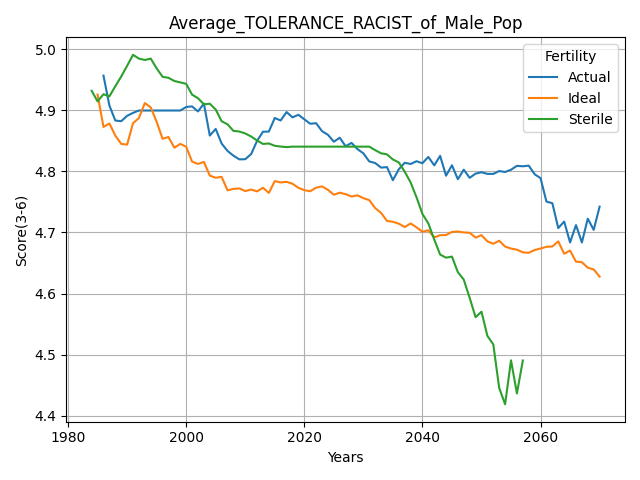 Average_TOLERANCE_RACIST_of_Male_Pop
Fertility
Actual
Ideal
Sterile
Score(3-6)
5.0
4.9
4.8
4.7
4.6
4.5
4.4
1980
2000
2020
2040
2060
Years